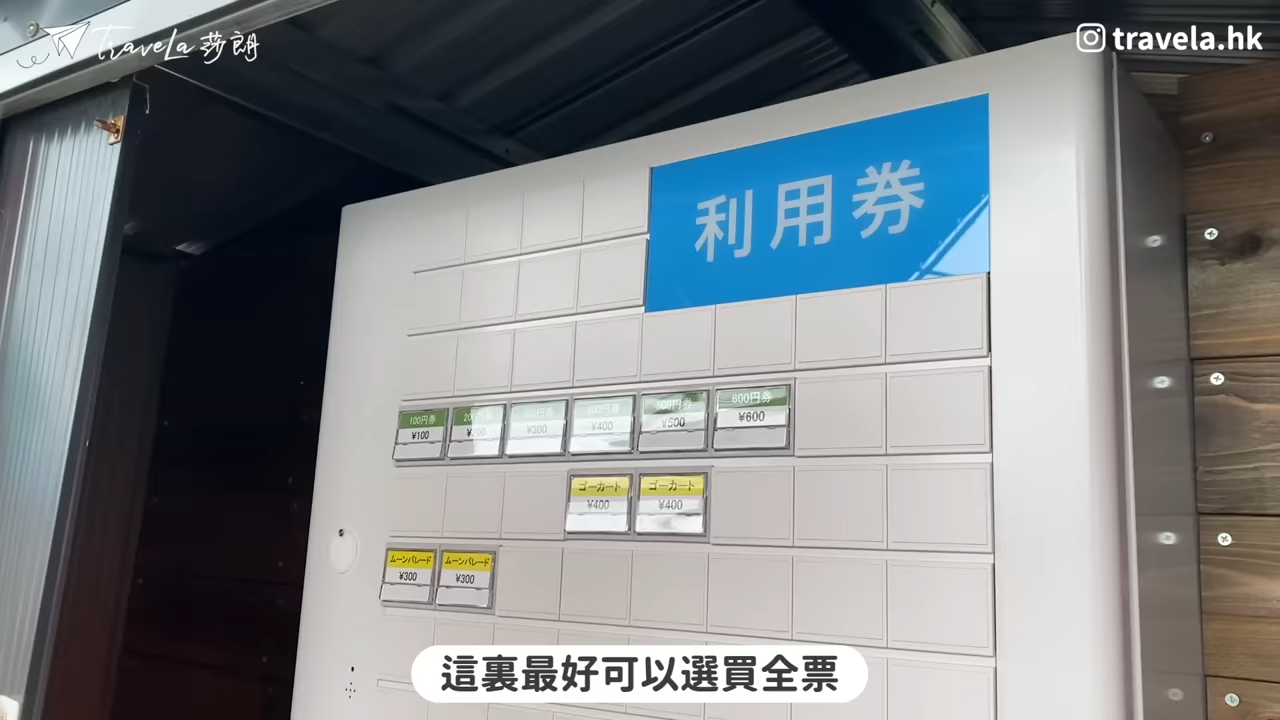 Travela 莎朗
travela.hk
利用券
100円券
¥100
¥300
¥400
¥500
600円券
¥600
ゴーカート
¥400
ゴーカート
¥400
ムーンパレード
¥300
ムーンパレード
¥300
這裏最好可以選買全票